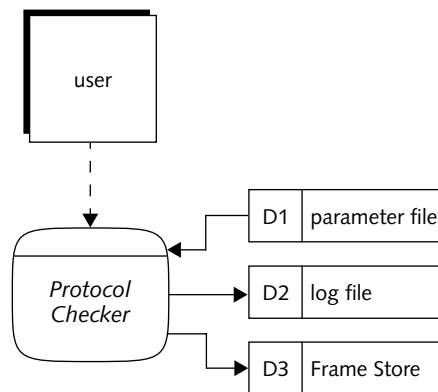 user
D1 parameter file
Protocol
Checker
D2 log file
D3 Frame Store